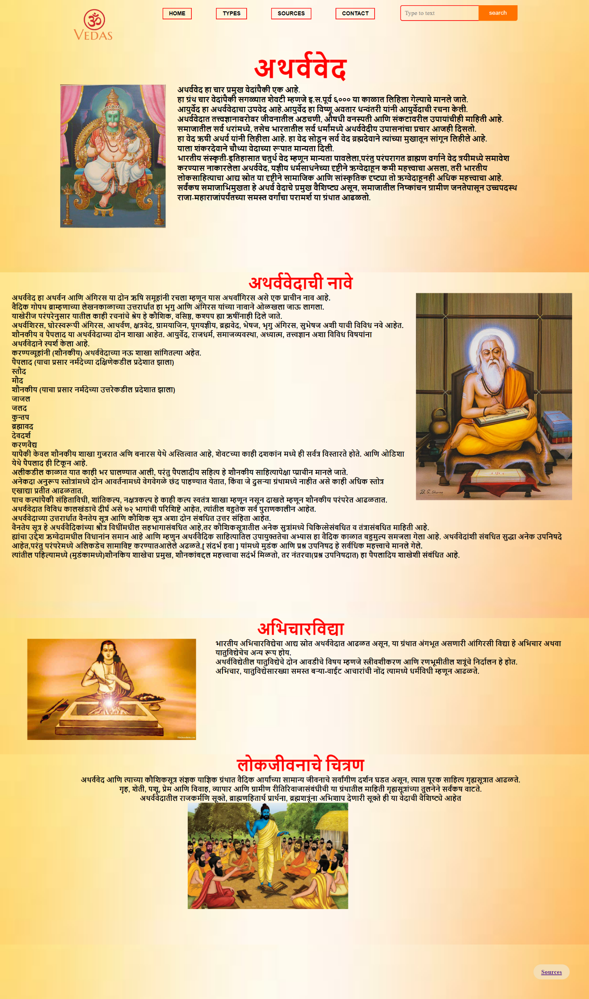 ॐ
VEDAS
HOME
TYPES
SOURCES
CONTACT
Type to text
search
अथर्ववेद
अथर्ववेद हा चार प्रमुख वेदांपैकी एक आहे.
हा ग्रंथ चार वेदांपैकी सगळ्यात शेवटी म्हणजे इ.स.पूर्व ६००० या काळात लिहिला गेल्याचे मानले जाते.
आयुर्वेद हा अथर्ववेदाचा उपवेद आहे.आयुर्वेद हा विष्णू अवतार धन्वंतरी यांनी आयुर्वेदाची रचना केली.
अथर्ववेदात तत्त्वज्ञानाबरोबर जीवनातील अडचणी, औषधी वनस्पती आणि संकटावरील उपायांचीही माहिती आहे.
समाजातील सर्व थरांमध्ये, तसेच भारतातील सर्व धर्मांमध्ये अथर्ववेदीय उपासनांचा प्रचार आजही दिसतो.
हा वेद ऋषी अथर्व यांनी लिहीला आहे. हा वेद सोडून सर्व वेद ब्रह्मदेवाने त्यांच्या मुखातून सांगून लिहीले आहे.
याला शंकरदेवाने चौथ्या वेदाच्या रूपात मान्यता दिली.
भारतीय संस्कृती-इतिहासात चतुर्थ वेद म्हणून मान्यता पावलेला,परंतु परंपरागत ब्राह्मण वर्गाने वेद त्रयीमध्ये समावेश
करण्यास नाकारलेला अथर्ववेद, यज्ञीय धर्मसाधनेच्या दृष्टीने ऋग्वेदाहून कमी महत्त्वाचा असला, तरी भारतीय
लोकसाहित्याचा आद्य स्रोत या दृष्टीने सामाजिक आणि सांस्कृतिक दृष्ट्या तो ऋग्वेदाहूनही अधिक महत्त्वाचा आहे.
सर्वंकष समाजाभिमुखता हे अथर्व वेदाचे प्रमुख वैशिष्ट्य असून, समाजातील निष्कांचन ग्रामीण जनतेपासून उच्चपदस्थ
राजा-महाराजांपर्यंतच्या समस्त वर्गांचा परामर्श या ग्रंथात आढळतो.
अथर्ववेदाची नावे
अथर्ववेद हा अथर्वन आणि अंगिरस या दोन ऋषि समूहांनी रचला म्हणून यास अथर्वांगिरस असे एक प्राचीन नाव आहे.
वैदिक गोपथ ब्राम्हणाच्या लेखनकाळाच्या उत्तरार्धात हा भृगु आणि अंगिरस यांच्या नावाने ओळखला जाऊ लागला.
याखेरीज परंपरेनुसार यातील काही रचनांचे श्रेय हे कौशिक, वसिष्ठ, कश्यप ह्या ऋषींनाही दिले जाते.
अथर्वशिरस, घोरस्वरूपी अंगिरस, आथर्वण, क्षत्रवेद, ग्रामयाजिन, पूगयज्ञीय, ब्रह्मवेद, भेषज, भृगु अंगिरस, सुभेषज अशी याची विविध नवे आहेत.
शौनकीय व पैपलाद या अथर्ववेदाच्या दोन शाखा आहेत. आयुर्वेद, राजधर्म, समाजव्यवस्था, अध्यात्म, तत्त्वज्ञान अशा विविध विषयांना
अथर्ववेदाने स्पर्श केला आहे.
करण्यव्यूहांनी (शौनकीय) अथर्ववेदाच्या नऊ शाखा सांगितल्या अहेत.
पैपलाद (याचा प्रसार नर्मदेच्या दक्षिणेकडील प्रदेशात झाला)
स्तौद
मौद
शौनकीय (याचा प्रसार नर्मदेच्या उत्तरेकडील प्रदेशात झाला)
जाजल
जलद
कुन्तप
ब्रह्मावद
देवदर्श
करणवैद्य
यापैकी केवल शौनकीय शाखा गुजरात अणि बनारस येथे अस्तित्वात आहे, शेवटच्या काही दशकांन मध्ये ही सर्वत्र विस्तारते होते. आणि ओडिशा
येथे पैपलाद ही टिकून आहे.
अलीकडील काळात यात काही भर घालण्यात आली, परंतु पैपलादीय सहित्य हे शौनकीय साहित्यापेक्षा प्प्राचीन मानले जाते.
अनेकदा अनुरूप स्तोत्रांमध्ये दोन आवर्तनामध्ये वेगवेगळे छंद पाहण्यात येतात, किंवा जे दुसऱ्या ग्रंथामध्ये नाहीत असे काही अधिक स्तोत्र
एखाद्या प्रतीत आढळतात.
पाच कल्पांपैकी संहिताविधी, शांतिकल्प, नक्षत्रकल्प हे काही कल्प स्वतंत्र शाखा म्हणून नसून दाखले म्हणून शौनकीय परंपरेत आढळतात.
अथर्ववेदात विविध कालखंडाचे दीर्घ असे ७२ भागांची परिशिष्टे आहेत, त्यांतील बहुतेक सर्व पुराणकालीन आहेत.
अथर्ववेदाच्या उत्तरार्धात वैनतेय सूत्र आणि कौशिक सूत्र अशा दोन संबधित उत्तर संहिता आहेत.
वैनतेय सूत्र हे अथर्ववैदिकांच्या श्रौत्र विधींमधील सहभागासंबधित आहे,तर कौशिकसूत्रातील अनेक सुत्रांमध्ये चिकित्सेसंबधित व तंत्रासंबधित माहिती आहे.
ह्यांचा उद्देश ऋग्वेदामधील विधानांन समान आहे आणि म्हणुन अथर्ववैदिक साहित्यातिल उपायुक्ततेचा अभ्यास हा वैदिक काळात बहुमुल्य समजला गेला आहे. अथर्ववेदांशी संबधित सुद्धा अनेक उपनिषदे
आहेत,परंतु परंपरेमध्ये अलिकडेच सामाविष्ट करण्यातआलेले अढळते.[ संदर्भ हवा ] यांमध्ये मुडंक आणि प्रश्न उपनिषद हे सर्वधिक महत्त्वाचे मानले गेले.
त्यांतील पहिल्यामध्ये (मुडंकामध्ये)शौनकिय शाखेचा प्रमुख, शौनकांबद्दल महत्त्वाचा सदंर्भ मिळतो, तर नंतरचा(प्रश्न उपनिषदात) हा पैपलादिय शाखेशी संबंधित आहे.
B. G. Sharma
अभिचारविद्या
भारतीय अभिचारविद्येचा आद्य स्रोत अथर्ववेदात आढळत असून, या ग्रंथात अंगभूत असणारी आंगिरसी विद्या हे अभिचार अथवा
यातुविद्येचेच अन्य रूप होय.
अथर्वविद्येतील यातुविद्येचे दोन आवडीचे विषय म्हणजे स्त्रीवशीकरण आणि रणभूमीतील शत्रूंचे निर्दालन हे होत.
अभिचार, यातुविद्येसारख्या समस्त बऱ्या-वाईट आचारांची नोंद त्यामध्ये धर्मविधी म्हणून आढळते.
लोकजीवनाचे चित्रण
अथर्ववेद आणि त्याच्या कौशिकसूत्र संज्ञक याज्ञिक ग्रंथात वैदिक आर्यांच्या सामान्य जीवनाचे सर्वांगीण दर्शन घडत असून, त्यास पूरक साहित्य गृह्यसूत्रात आढळते.
गृह, शेती, पशू, प्रेम आणि विवाह, व्यापार आणि ग्रामीण रीतिरिवाजासंबंधीची या ग्रंथातील माहिती गृह्यसूत्रांच्या तुलनेने सर्वंकष वाटते.
अथर्ववेदातील राजकर्मणि सूक्ते, ब्राह्मणहितार्थ प्रार्थना, ब्रह्मशत्रूंना अभिशाप देणारी सूक्ते ही या वेदाची वैशिष्ट्ये आहेत
Sources